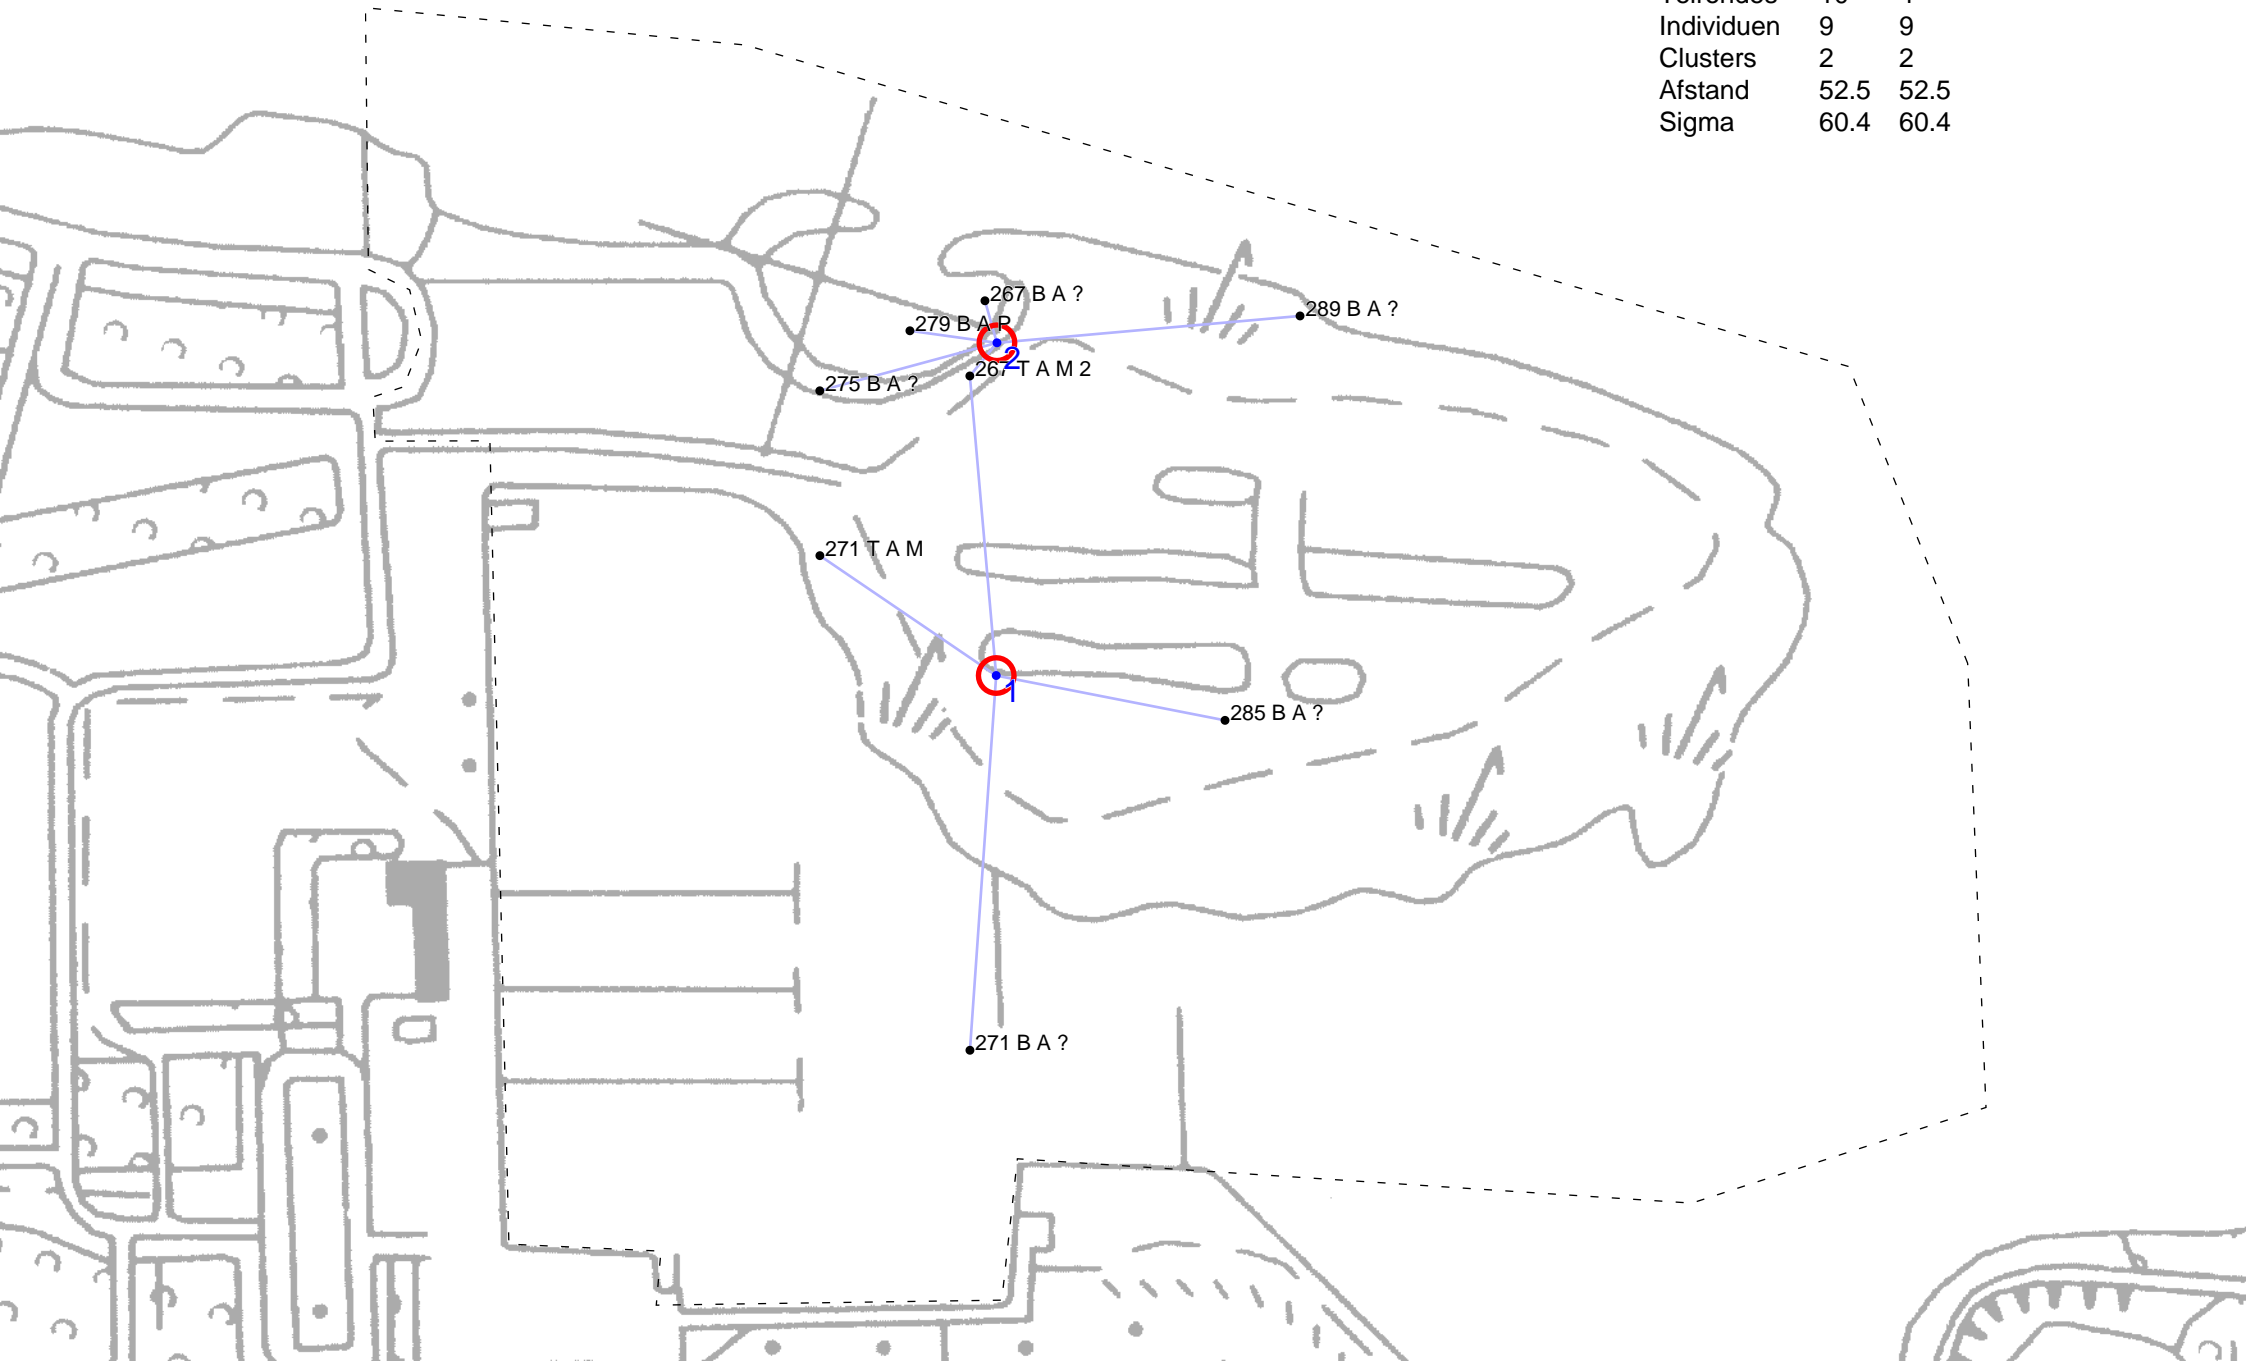 Individuen 9 9
Clusters 2 2
Afstand 52.5 52.5
Sigma 60.4 60.4
267 B A ?
289 B A ?
279 B A P
2
267 T A M 2
275 B A ?
271 T A M
1
285 B A ?
271 B A ?